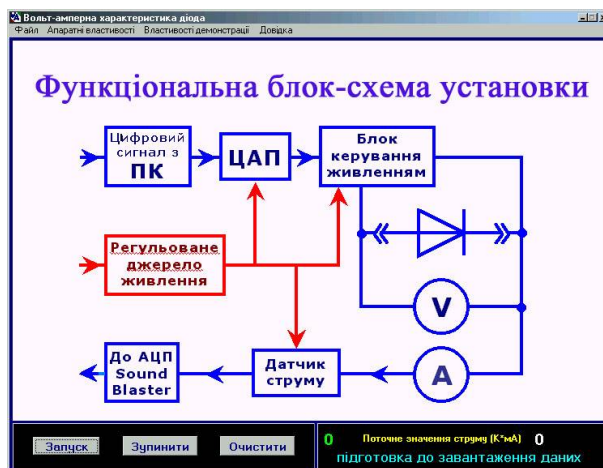 Вольт-амперна характеристика діода
Файл Апаратні властивості Властивості демонстрації Довідка
Функціональна блок-схема установки
Цифровий
сигнал з
ПК
ЦАП
Блок
керування
живленням
Регульоване
джерело
живлення
V
До АЦП
Sound
Blaster
Датчик
струму
A
Запуск Зупинити Очистити
0 Поточне значення струму (К*мА) 0
підготовка до завантаження даних